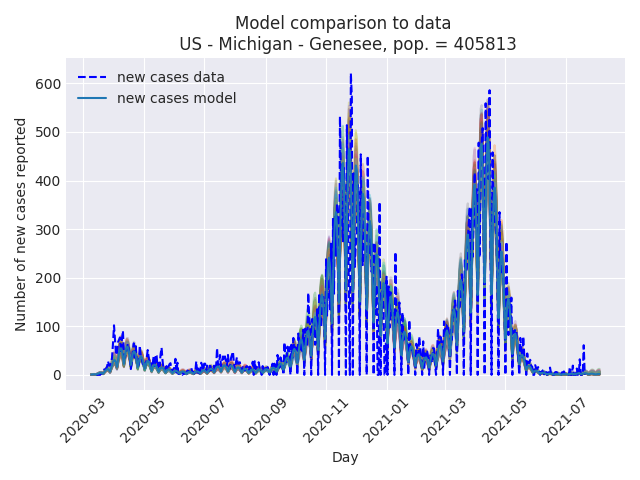 Model comparison to data
US - Michigan - Genesee, pop. = 405813
new cases data
new cases model
Number of new cases reported
600
500
400
300
200
100
0
2020-03
2020-05
2020-07
2020-09
2020-11
2021-01
2021-03
2021-05
2021-07
Day